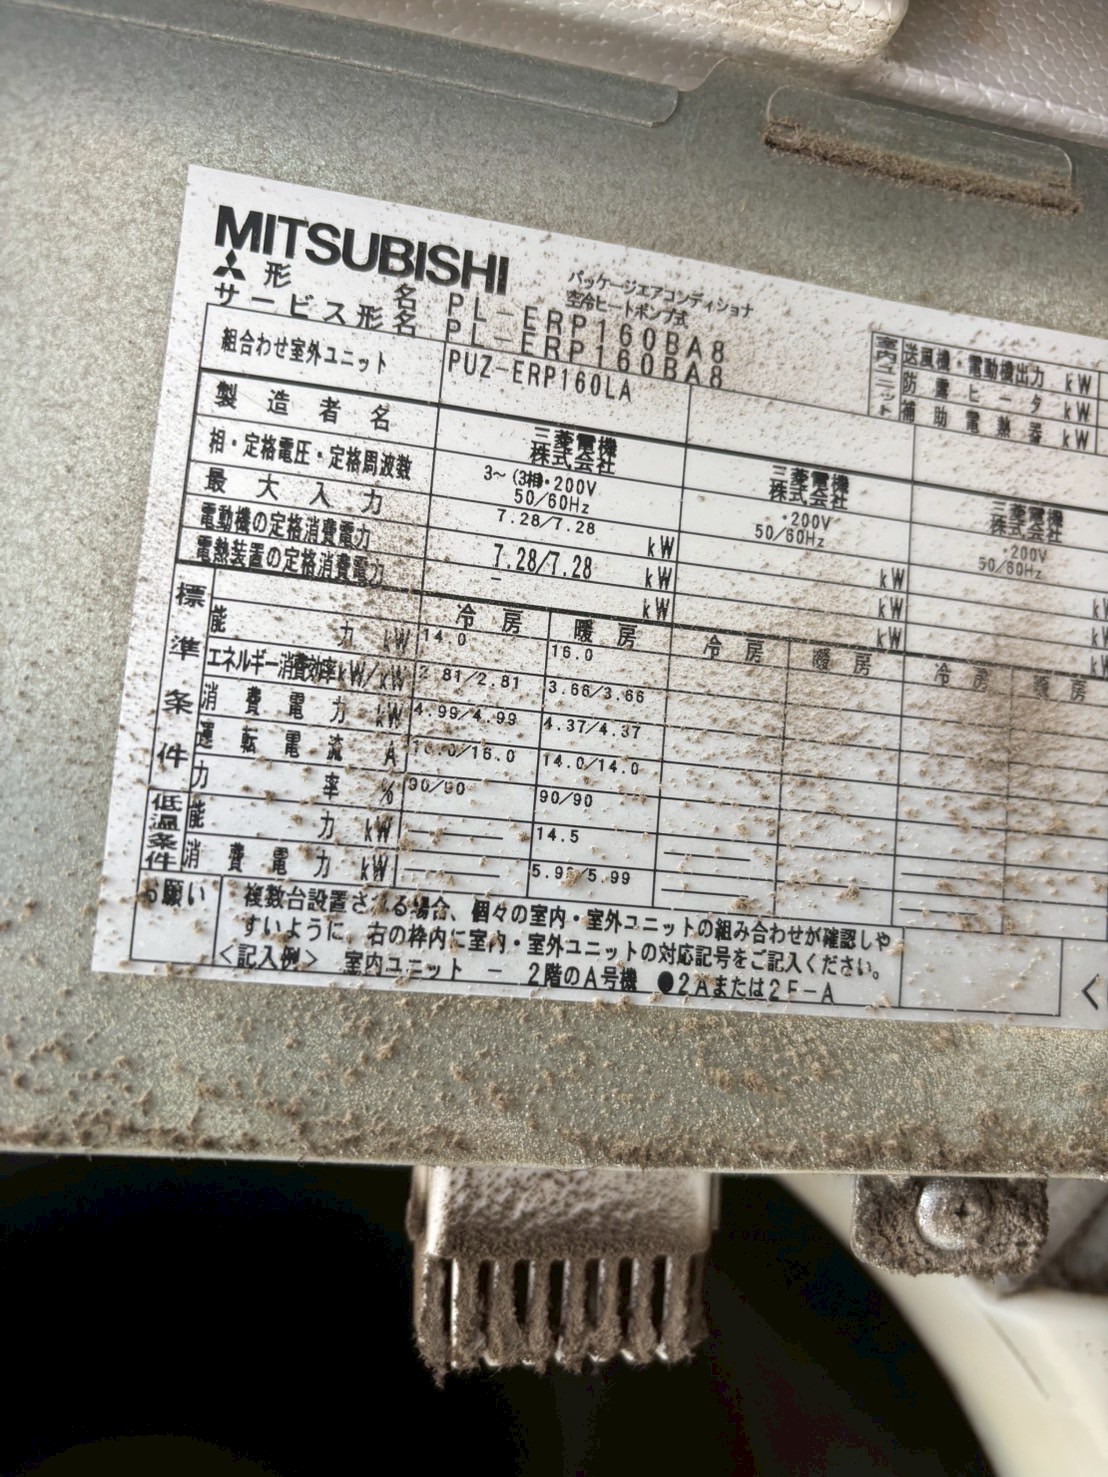 MITSUBISHI
パッケージエアコンディショナ
空冷ヒートポンプ式
形名 PL-ERP160BA8
サービス形名 PL-ERP160BA8
組合わせ室外ユニット PUZ-ERP160LA
室内ユニット 送風機・電動機出力 kW
防露ヒータ kW
補助電熱器 kW
製造者名 三菱電機株式会社 三菱電機株式会社 三菱電機株式会社
相・定格電圧・定格周波数 3~(3相)・200V 50/60Hz ・200V 50/60Hz ・200V 50/60Hz
最大入力 7.28/7.28 kW kW
電動機の定格消費電力 7.28/7.28 kW kW
電熱装置の定格消費電力 - kW kW
標準条件 冷房 暖房 冷房 暖房 冷房 暖房
能力 kW 14.0 16.0
エネルギー消費効率kW/kW 2.81/2.81 3.66/3.66
消費電力 kW 4.99/4.99 4.37/4.37
運転電流 A 16.0/16.0 14.0/14.0
力率 % 90/90 90/90
低温条件 能力 kW 14.5
消費電力 kW 5.99/5.99
お願い 複数台設置される場合、個々の室内・室外ユニットの組み合わせが確認しや
すいように、右の枠内に室内・室外ユニットの対応記号をご記入ください。
<記入例> 室内ユニット － 2階のA号機 ●2Aまたは2F-A